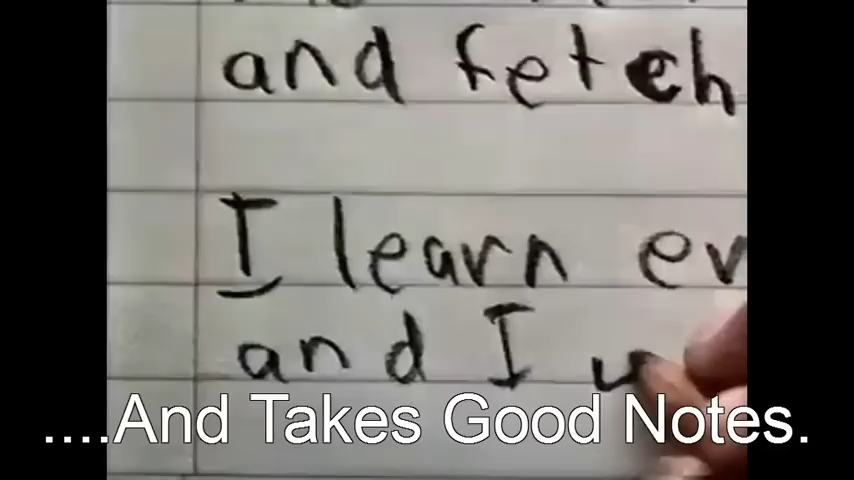 and fetch
I learn ev
and I w
....And Takes Good Notes.